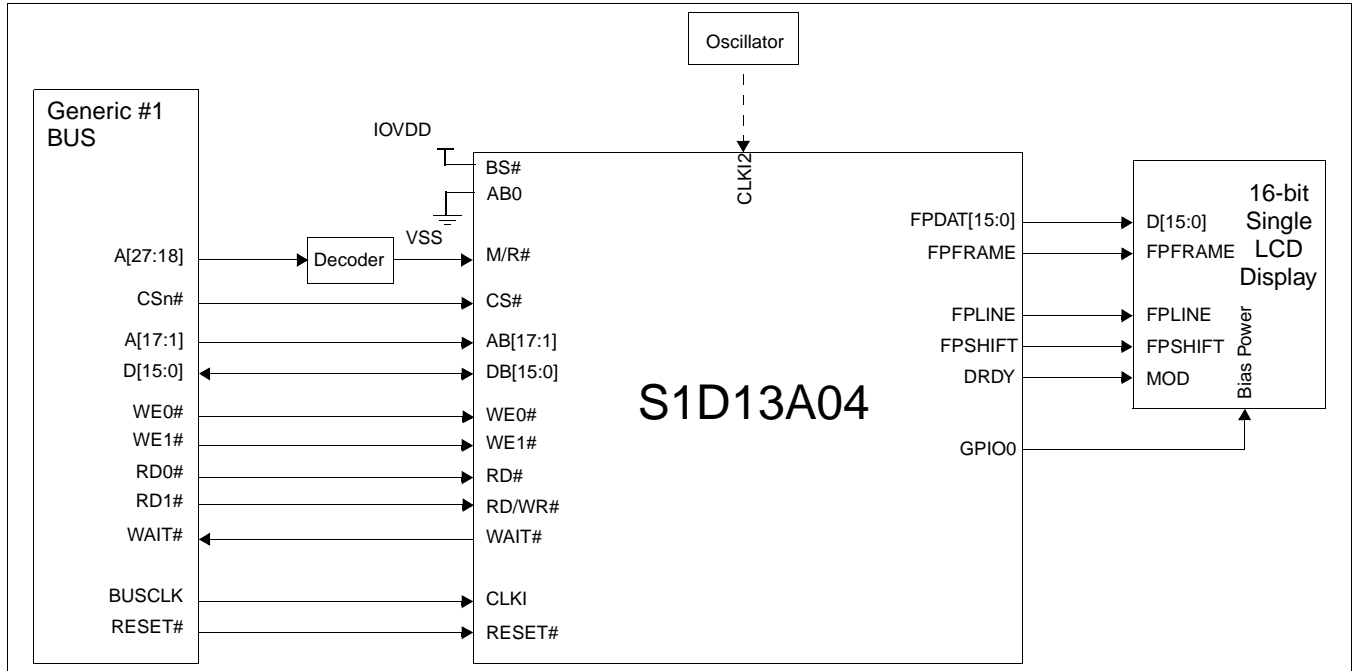 Oscillator
Generic #1
BUS
IOVDD
BS#
AB0
VSS
CLKI2
A[27:18]
Decoder
M/R#
CSn#
CS#
A[17:1]
AB[17:1]
D[15:0]
DB[15:0]
WE0#
WE0#
WE1#
WE1#
RD0#
RD#
RD1#
RD/WR#
WAIT#
WAIT#
BUSCLK
CLKI
RESET#
RESET#
S1D13A04
FPDAT[15:0]
FPFRAME
FPLINE
FPSHIFT
DRDY
GPIO0
D[15:0]
FPFRAME
FPLINE
FPSHIFT
MOD
16-bit
Single
LCD
Display
Bias Power